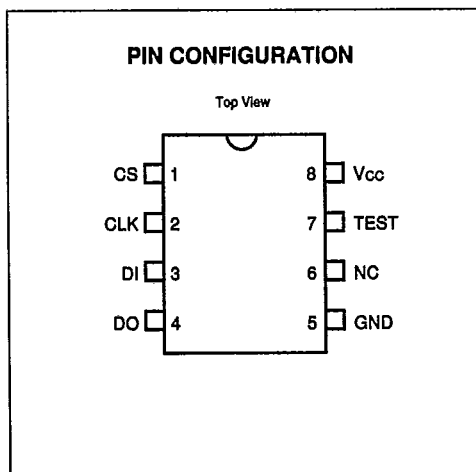 PIN CONFIGURATION
Top View
CS 1 8 Vcc
CLK 2 7 TEST
DI 3 6 NC
DO 4 5 GND